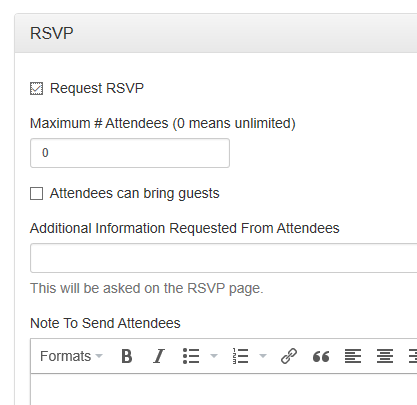 RSVP
Request RSVP
Maximum # Attendees (0 means unlimited)
0
Attendees can bring guests
Additional Information Requested From Attendees
This will be asked on the RSVP page.
Note To Send Attendees
Formats B I